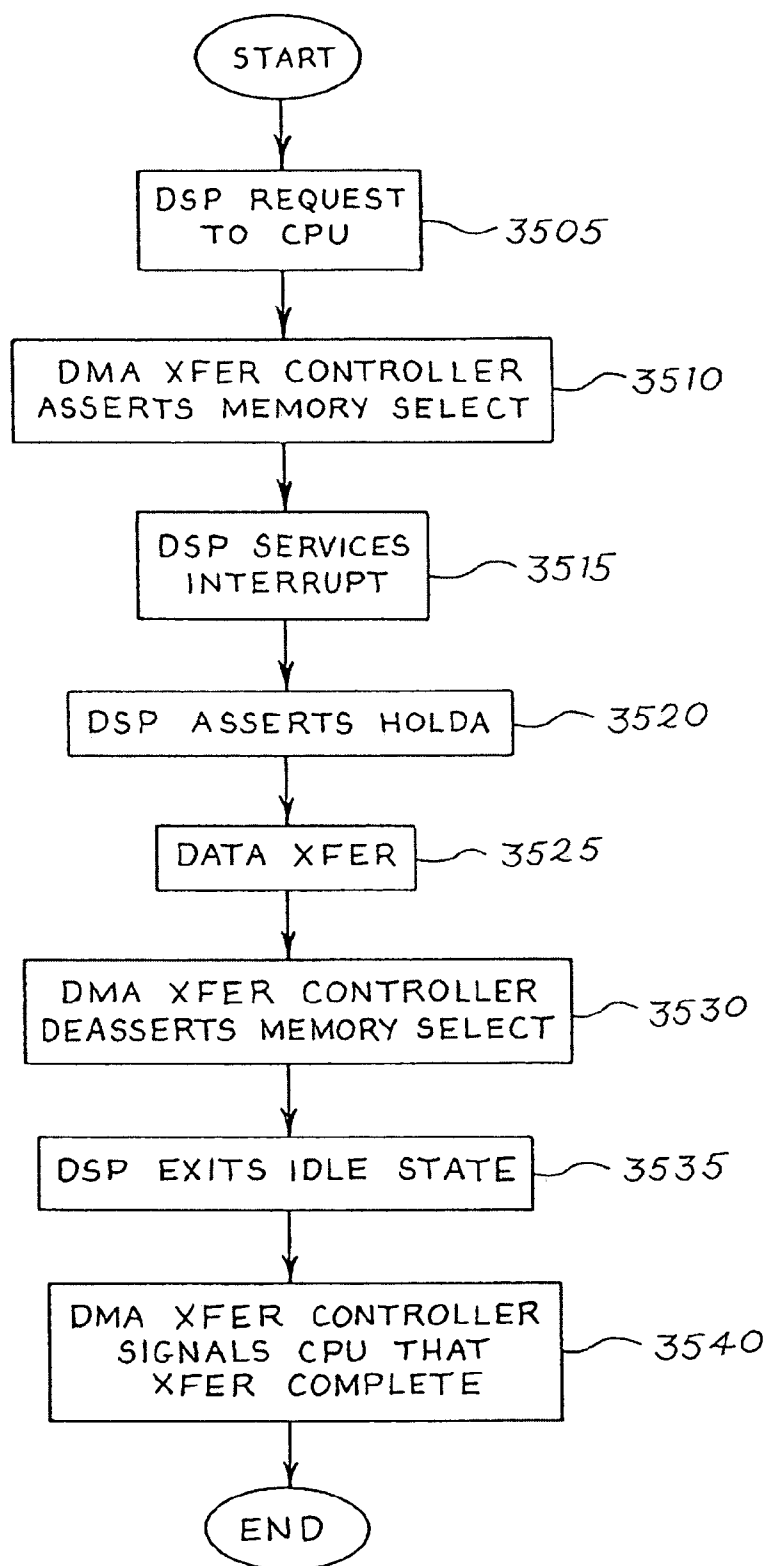 START
DSP REQUEST
TO CPU
3505
DMA XFER CONTROLLER
ASSERTS MEMORY SELECT
3510
DSP SERVICES
INTERRUPT
3515
DSP ASSERTS HOLDA
3520
DATA XFER
3525
DMA XFER CONTROLLER
DEASSERTS MEMORY SELECT
3530
DSP EXITS IDLE STATE
3535
DMA XFER CONTROLLER
SIGNALS CPU THAT
XFER COMPLETE
3540
END